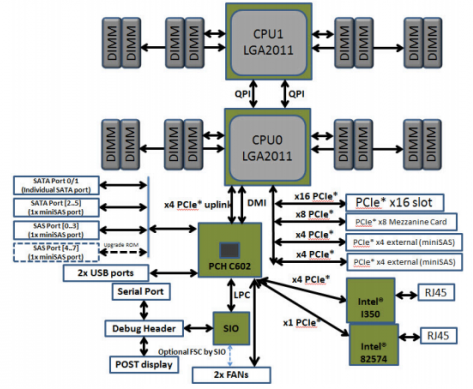 CPU1
LGA2011
DIMM
DIMM
DIMM
DIMM
DIMM
DIMM
DIMM
DIMM
QPI
QPI
CPU0
LGA2011
DIMM
DIMM
DIMM
DIMM
DIMM
DIMM
DIMM
DIMM
SATA Port 0/1
(Individual SATA port)
SATA Port [2..5]
(1x miniSAS port)
SAS Port [0..3]
(1x miniSAS port)
SAS Port [4..7]
(1x miniSAS port)
Upgrade ROM
x4 PCIe* uplink
DMI
x16 PCIe*
PCIe* x16 slot
x8 PCIe*
PCIe* x8 Mezzanine Card
x4 PCIe*
PCIe* x4 external (miniSAS)
x4 PCIe*
PCIe* x4 external (miniSAS)
PCH C602
2x USB ports
x4 PCIe*
Serial Port
LPC
Intel®
I350
RJ45
Debug Header
SIO
x1 PCIe*
Intel®
82574
RJ45
POST display
Optional FSC by SIO
2x FANs